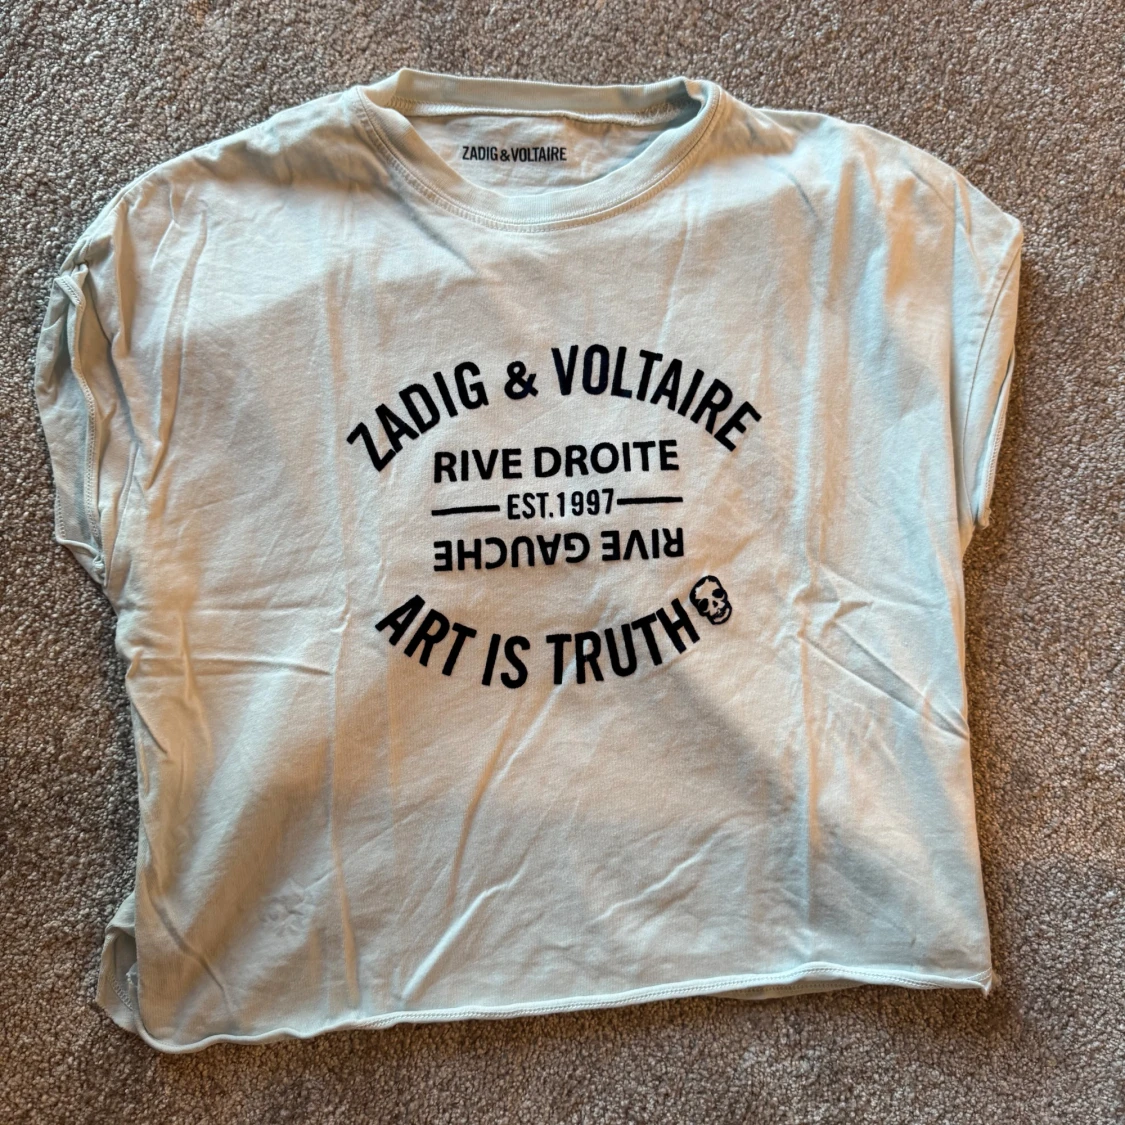 ZADIG&VOLTAIRE
ZADIG & VOLTAIRE
RIVE DROITE
EST.1997
RIVE GAUCHE
ART IS TRUTH